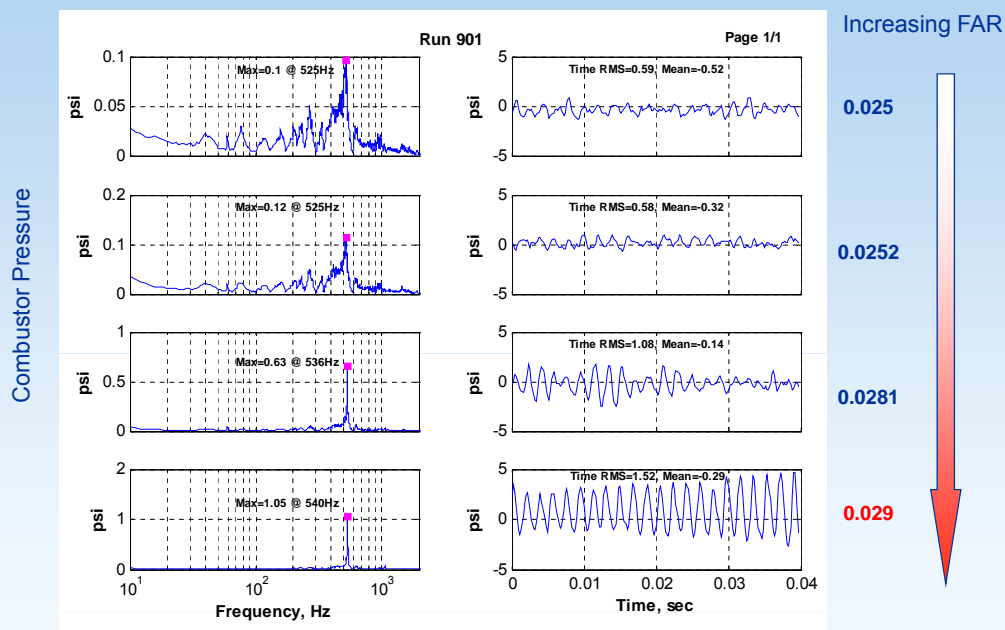 Increasing FAR
Run 901
Page 1/1
Combustor Pressure
psi
0.1
0.05
0
Max=0.1 @ 525Hz
psi
5
0
-5
Time RMS=0.59, Mean=-0.52
0.025
psi
0.2
0.1
0
Max=0.12 @ 525Hz
psi
5
0
-5
Time RMS=0.58, Mean=-0.32
0.0252
psi
1
0.5
0
Max=0.63 @ 536Hz
psi
5
0
-5
Time RMS=1.08, Mean=-0.14
0.0281
psi
2
1
0
Max=1.05 @ 540Hz
10^1 10^2 10^3
Frequency, Hz
psi
5
0
-5
Time RMS=1.52, Mean=-0.29
0 0.01 0.02 0.03 0.04
Time, sec
0.029